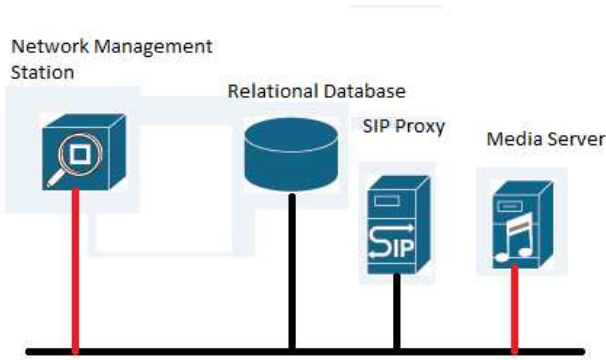 Network Management
Station
Relational Database
SIP Proxy
Media Server
SIP